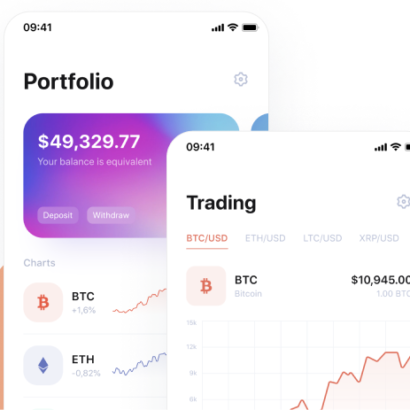 09:41
Portfolio
$49,329.77
Your balance is equivalent
Deposit
Withdraw
Charts
BTC
+1,6%
ETH
-0,82%
09:41
Trading
BTC/USD
ETH/USD
LTC/USD
XRP/USD
BTC
$10,945.00
Bitcoin
1.00 BTC
15k
12k
9k
6k